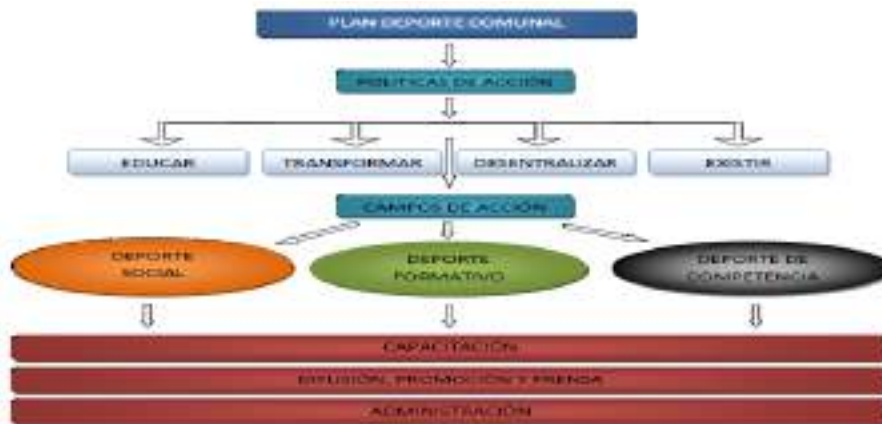 PLAN DEPORTE COMUNAL
POLITICAS DE ACCIÓN
EDUCAR
TRANSFORMAR
DESENTRALIZAR
EXISTIR
CAMPOS DE ACCIÓN
DEPORTE
SOCIAL
DEPORTE
FORMATIVO
DEPORTE DE
COMPETENCIA
CAPACITACIÓN
DIFUSIÓN, PROMOCIÓN Y PRENSA
ADMINISTRACIÓN